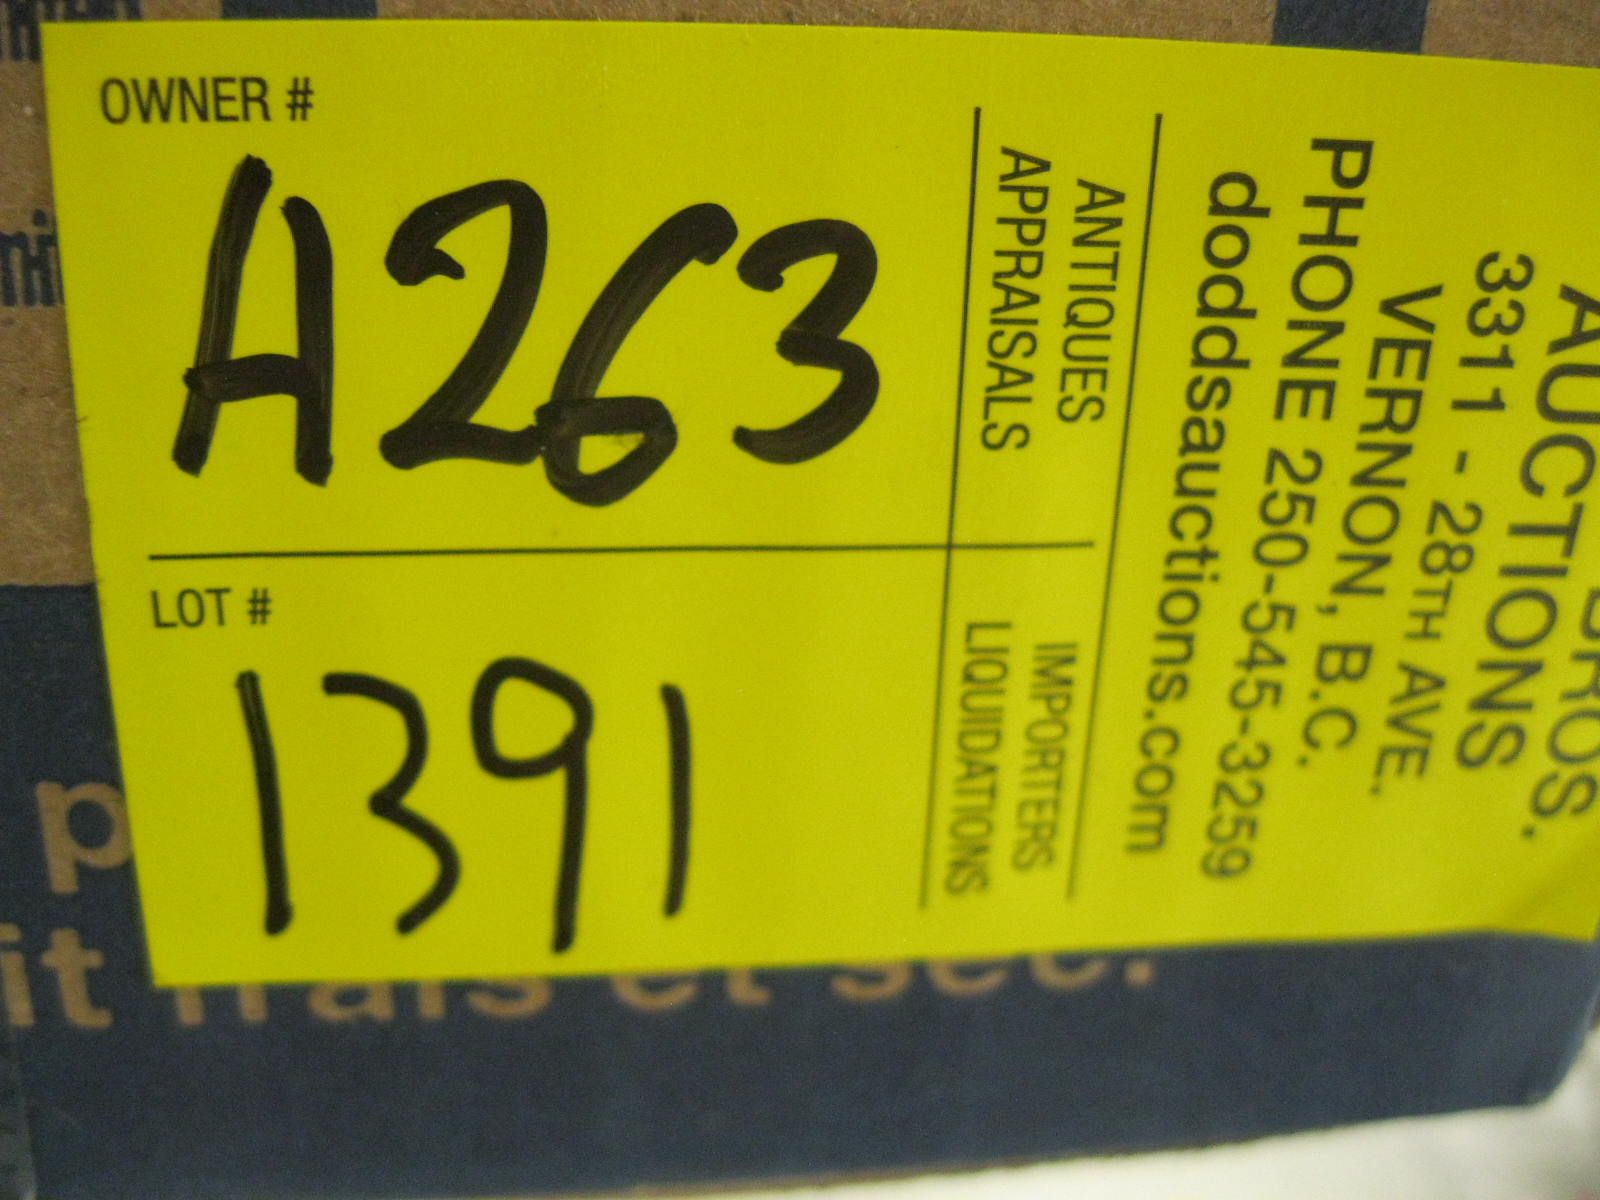 OWNER #
A263
LOT #
1391
BROS.
AUCTIONS
AUCTIONS
3311 - 28TH AVE.
VERNON, B.C.
PHONE 250-545-3259
doddsauctions.com
ANTIQUES
APPRAISALS
IMPORTERS
LIQUIDATIONS
p
it frais et sec.